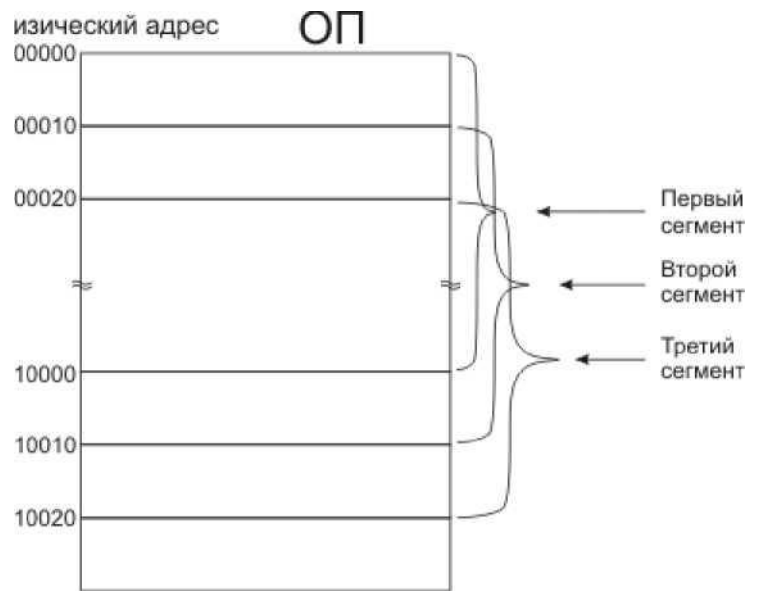 изический адрес
ОП
00000
00010
00020
Первый
сегмент
Второй
сегмент
Третий
сегмент
10000
10010
10020